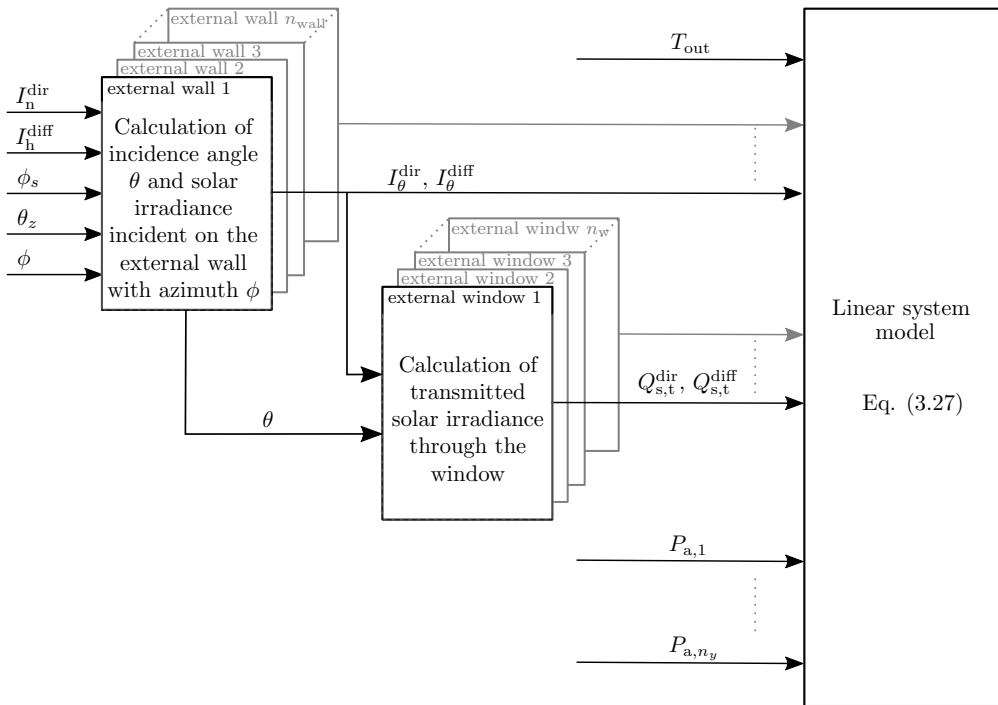 external wall n_wall
external wall 3
external wall 2
external wall 1
I_n^dir
I_h^diff
ϕ_s
θ_z
ϕ
Calculation of
incidence angle
θ and solar
irradiance
incident on the
external wall
with azimuth ϕ
T_out
I_θ^dir, I_θ^diff
external windw n_w
external window 3
external window 2
external window 1
Calculation of
transmitted
solar irradiance
through the
window
θ
Q_s,t^dir, Q_s,t^diff
Linear system
model
Eq. (3.27)
P_a,1
P_a,n_y